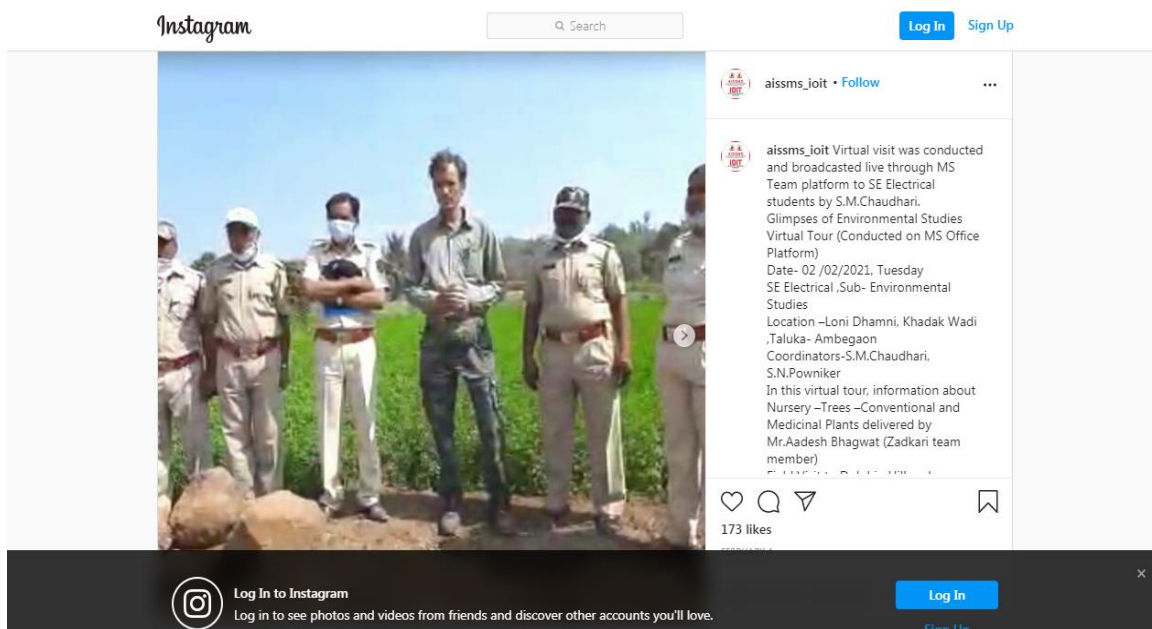 Instagram
Search
Log In
Sign Up
aissms_ioit • Follow
aissms_ioit Virtual visit was conducted
and broadcasted live through MS
Team platform to SE Electrical
students by S.M.Chaudhari.
Glimpses of Environmental Studies
Virtual Tour (Conducted on MS Office
Platform)
Date- 02 /02/2021, Tuesday
SE Electrical ,Sub- Environmental
Studies
Location –Loni Dhamni, Khadak Wadi
,Taluka- Ambegaon
Coordinators-S.M.Chaudhari,
S.N.Powniker
In this virtual tour, information about
Nursery –Trees –Conventional and
Medicinal Plants delivered by
Mr.Aadesh Bhagwat (Zadkari team
member)
173 likes
Log In to Instagram
Log in to see photos and videos from friends and discover other accounts you'll love.
Log In
Sign Up